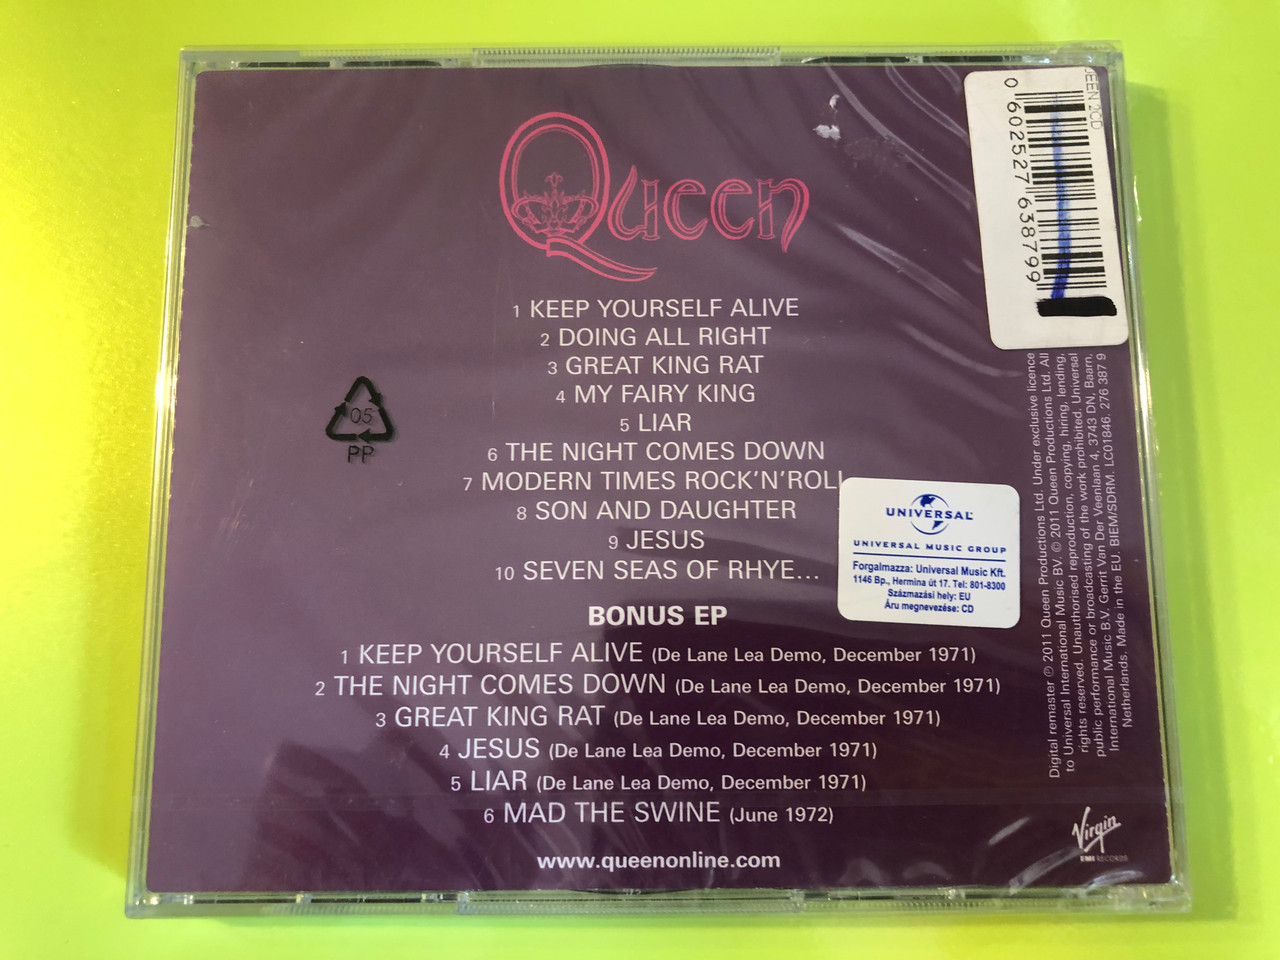 Queen
1 KEEP YOURSELF ALIVE
2 DOING ALL RIGHT
3 GREAT KING RAT
4 MY FAIRY KING
5 LIAR
6 THE NIGHT COMES DOWN
7 MODERN TIMES ROCK'N'ROLL
8 SON AND DAUGHTER
9 JESUS
10 SEVEN SEAS OF RHYE...
BONUS EP
1 KEEP YOURSELF ALIVE (De Lane Lea Demo, December 1971)
2 THE NIGHT COMES DOWN (De Lane Lea Demo, December 1971)
3 GREAT KING RAT (De Lane Lea Demo, December 1971)
4 JESUS (De Lane Lea Demo, December 1971)
5 LIAR (De Lane Lea Demo, December 1971)
6 MAD THE SWINE (June 1972)
www.queenonline.com
05
PP
UNIVERSAL
UNIVERSAL MUSIC GROUP
Forgalmazza: Universal Music Kft.
1146 Bp., Hermina út 17. Tel: 801-8300
Származási hely: EU
Áru megnevezése: CD
2CD
0 602527 638799
Digital remaster ℗ 2011 Queen Productions Ltd. Under exclusive licence
to Universal International Music BV. © 2011 Queen Productions Ltd. All
rights reserved. Unauthorised reproduction, copying, hiring, lending,
public performance or broadcasting of the work prohibited. Universal
International Music B.V. Gerrit Van Der Veenlaan 4, 3743 DN, Baarn,
Netherlands. Made in the EU. BIEM/SDRM. LC01846. 276 387 9
Virgin
EMI RECORDS